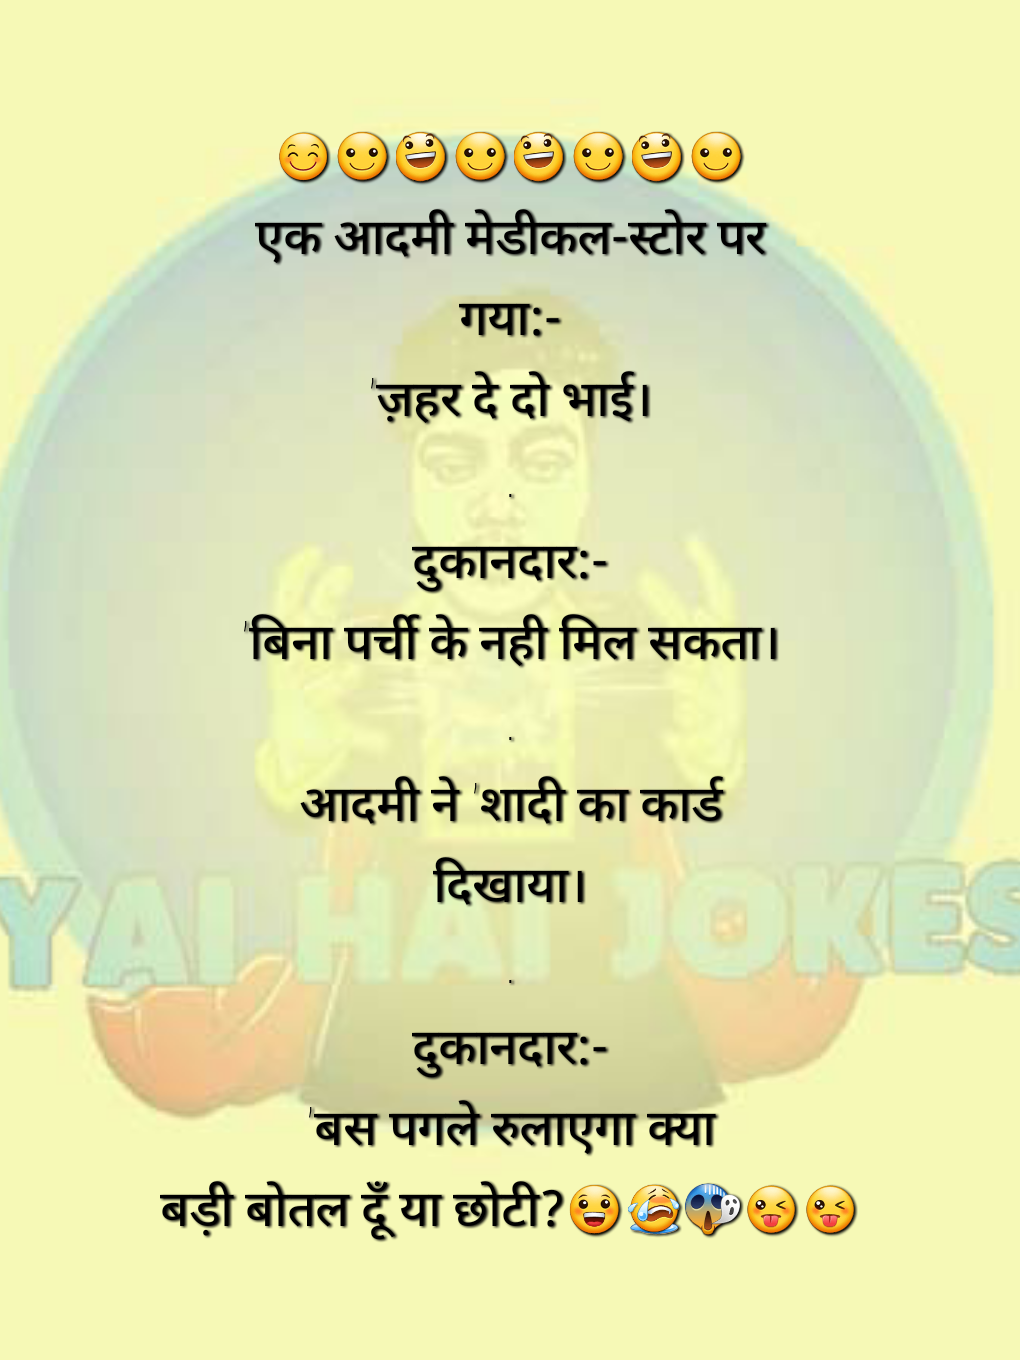 😊🙂😃🙂😃🙂😃🙂
एक आदमी मेडीकल-स्टोर पर
गया:-
'ज़हर दे दो भाई।
.
दुकानदार:-
'बिना पर्ची के नही मिल सकता।
.
आदमी ने 'शादी का कार्ड
दिखाया।
.
दुकानदार:-
'बस पगले रुलाएगा क्या
बड़ी बोतल दूँ या छोटी?😀😭😱😜😜
YAI HAI JOKES